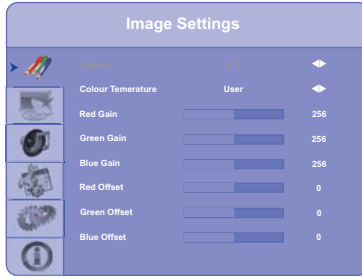 Image Settings
Colour Temerature User
Red Gain 256
Green Gain 256
Blue Gain 256
Red Offset 0
Green Offset 0
Blue Offset 0